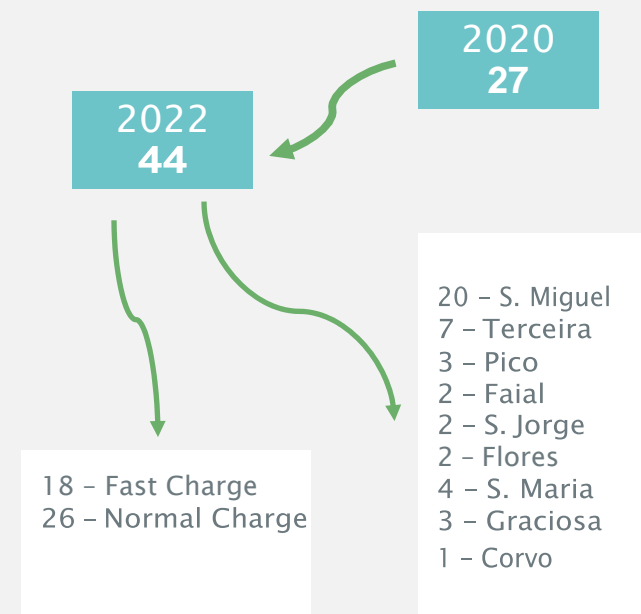 2020
27
2022
44
20 – S. Miguel
7 – Terceira
3 – Pico
2 – Faial
2 – S. Jorge
2 – Flores
4 – S. Maria
3 – Graciosa
1 – Corvo
18 – Fast Charge
26 – Normal Charge